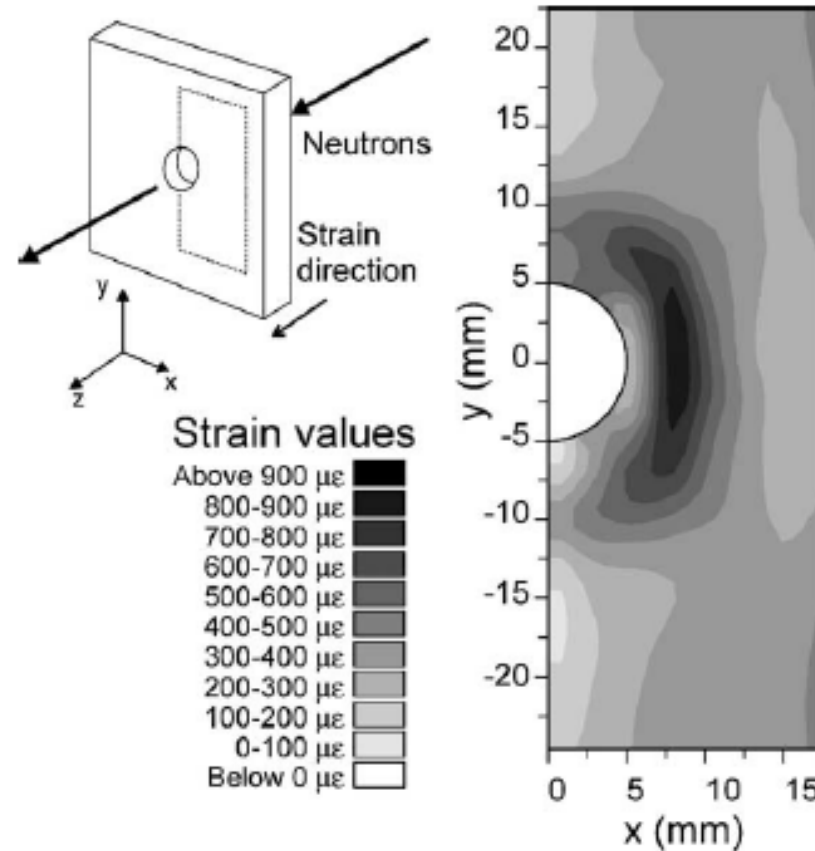 Neutrons
Strain
direction
y
x
z
Strain values
Above 900 με
800-900 με
700-800 με
600-700 με
500-600 με
400-500 με
300-400 με
200-300 με
100-200 με
0-100 με
Below 0 με
20
15
10
5
0
-5
-10
-15
-20
y (mm)
0 5 10 15
x (mm)